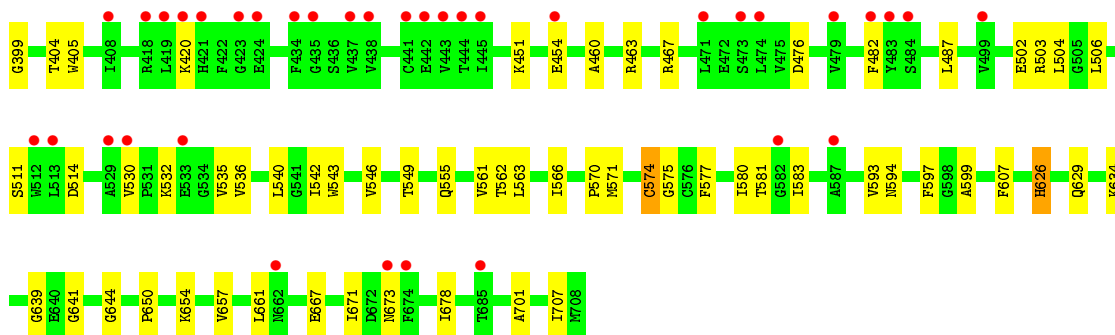 G399 T404 W405 I408 R418 L419 K420 H421 F422 G423 E424 F434 G435 S436 V437 V438 C441 E442 V443 T444 I445 K451 E454 A460 R463 R467 L471 E472 S473 L474 V475 D476 V479 F482 Y483 S484 L487 V499 E502 R503 L504 G505 L506
S511 W512 L513 D514 A529 V530 P531 K532 E533 G534 V535 V536 L540 G541 I542 W543 V546 T549 Q555 V561 T562 L563 I566 P570 M571 C574 G575 C576 F577 I580 T581 G582 I583 A587 V593 N594 F597 G598 A599 F607 H626 Q629 K634
G639 E640 G641 G644 P650 K654 V657 L661 N662 E667 I671 D672 N673 F674 I678 T685 A701 I707 M708